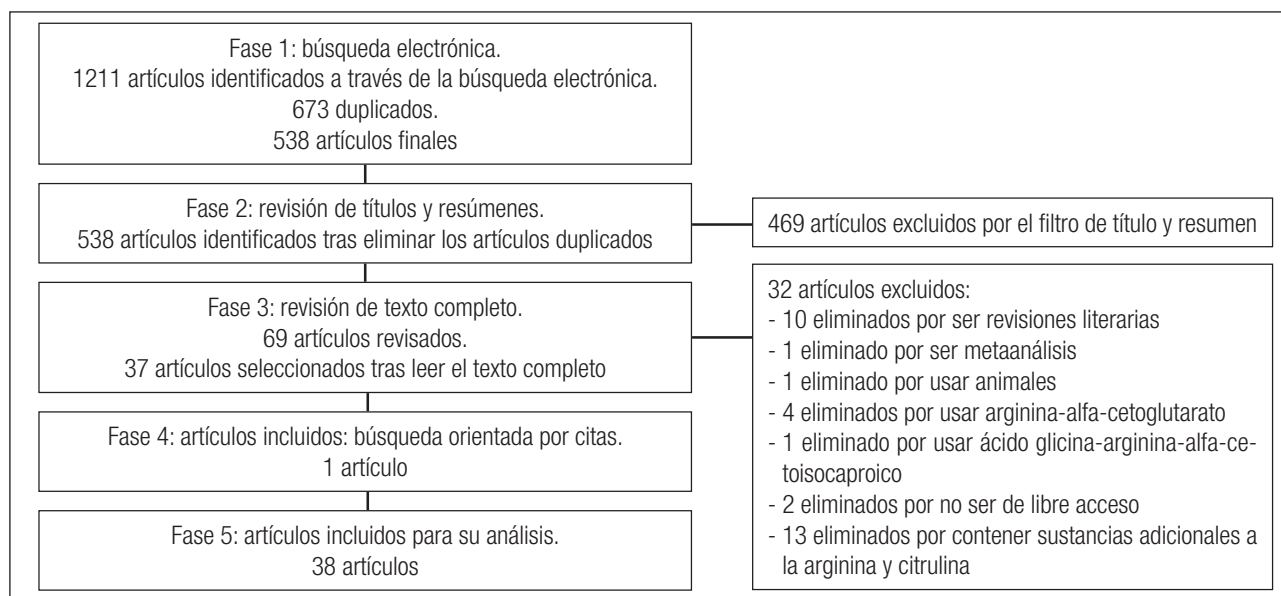 Fase 1: búsqueda electrónica.
1211 artículos identificados a través de la búsqueda electrónica.
673 duplicados.
538 artículos finales
Fase 2: revisión de títulos y resúmenes.
538 artículos identificados tras eliminar los artículos duplicados
469 artículos excluidos por el filtro de título y resumen
Fase 3: revisión de texto completo.
69 artículos revisados.
37 artículos seleccionados tras leer el texto completo
32 artículos excluidos:
- 10 eliminados por ser revisiones literarias
- 1 eliminado por ser metaanálisis
- 1 eliminado por usar animales
- 4 eliminados por usar arginina-alfa-cetoglutarato
- 1 eliminado por usar ácido glicina-arginina-alfa-ce-
toisocaproico
- 2 eliminados por no ser de libre acceso
- 13 eliminados por contener sustancias adicionales a
la arginina y citrulina
Fase 4: artículos incluidos: búsqueda orientada por citas.
1 artículo
Fase 5: artículos incluidos para su análisis.
38 artículos